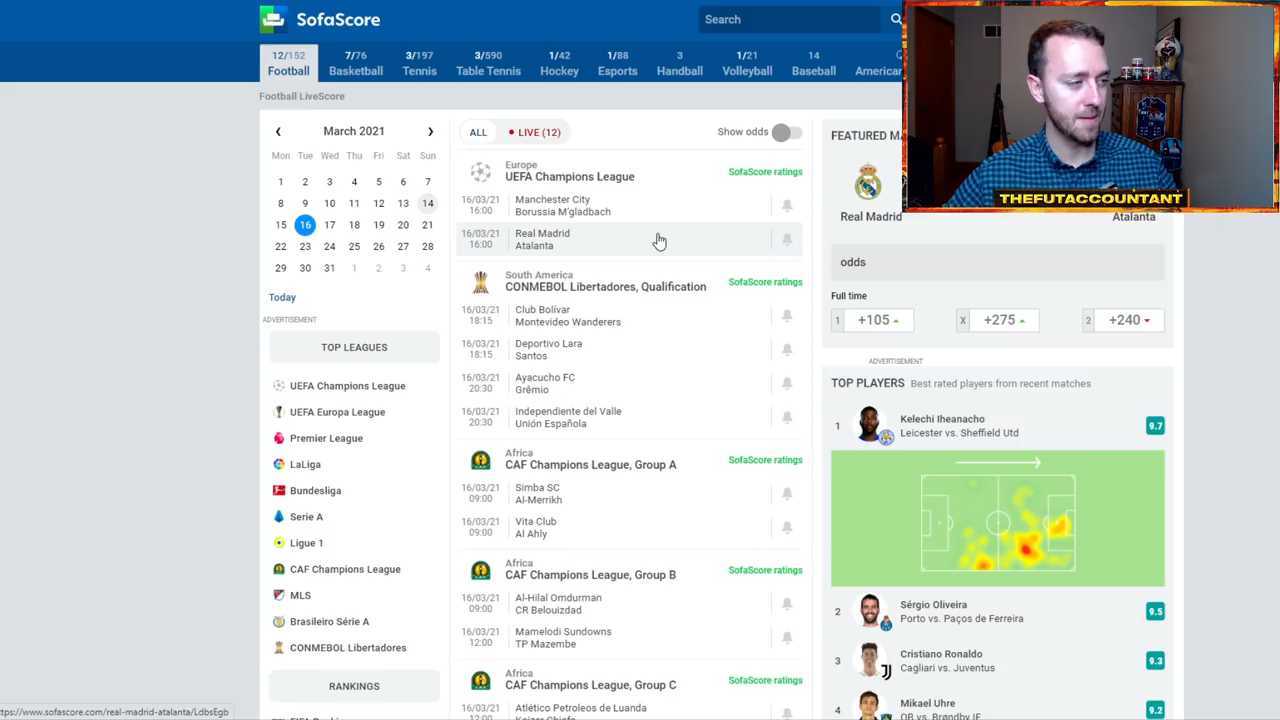 SofaScore
Search
12/152
Football
7/76
Basketball
3/197
Tennis
3/590
Table Tennis
1/42
Hockey
1/88
Esports
3
Handball
1/21
Volleyball
14
Baseball
American
Football LiveScore
March 2021
Mon Tue Wed Thu Fri Sat Sun
1 2 3 4 5 6 7
8 9 10 11 12 13 14
15 16 17 18 19 20 21
22 23 24 25 26 27 28
29 30 31 1 2 3 4
Today
ADVERTISEMENT
TOP LEAGUES
UEFA Champions League
UEFA Europa League
Premier League
LaLiga
Bundesliga
Serie A
Ligue 1
CAF Champions League
MLS
Brasileiro Série A
CONMEBOL Libertadores
RANKINGS
ttps://www.sofascore.com/real-madrid-atalanta/LdbsEgb
ALL
LIVE (12)
Show odds
Europe
UEFA Champions League
SofaScore ratings
16/03/21 Manchester City
16:00 Borussia M'gladbach
16/03/21 Real Madrid
16:00 Atalanta
South America
CONMEBOL Libertadores, Qualification
SofaScore ratings
16/03/21 Club Bolívar
18:15 Montevideo Wanderers
16/03/21 Deportivo Lara
18:15 Santos
16/03/21 Ayacucho FC
20:30 Grêmio
16/03/21 Independiente del Valle
20:30 Unión Española
Africa
CAF Champions League, Group A
SofaScore ratings
16/03/21 Simba SC
09:00 Al-Merrikh
16/03/21 Vita Club
09:00 Al Ahly
Africa
CAF Champions League, Group B
SofaScore ratings
16/03/21 Al-Hilal Omdurman
09:00 CR Belouizdad
16/03/21 Mamelodi Sundowns
12:00 TP Mazembe
Africa
CAF Champions League, Group C
SofaScore ratings
16/03/21 Atlético Petroleos de Luanda
12:00 Kaizer Chiefs
FEATURED MA
THEFUTACCOUNTANT
Real Madrid
Atalanta
odds
Full time
1 +105
X +275
2 +240
ADVERTISEMENT
TOP PLAYERS Best rated players from recent matches
1 Kelechi Iheanacho 9.7
Leicester vs. Sheffield Utd
2 Sérgio Oliveira 9.5
Porto vs. Paços de Ferreira
3 Cristiano Ronaldo 9.3
Cagliari vs. Juventus
4 Mikael Uhre 9.2
OB vs. Brøndby IF